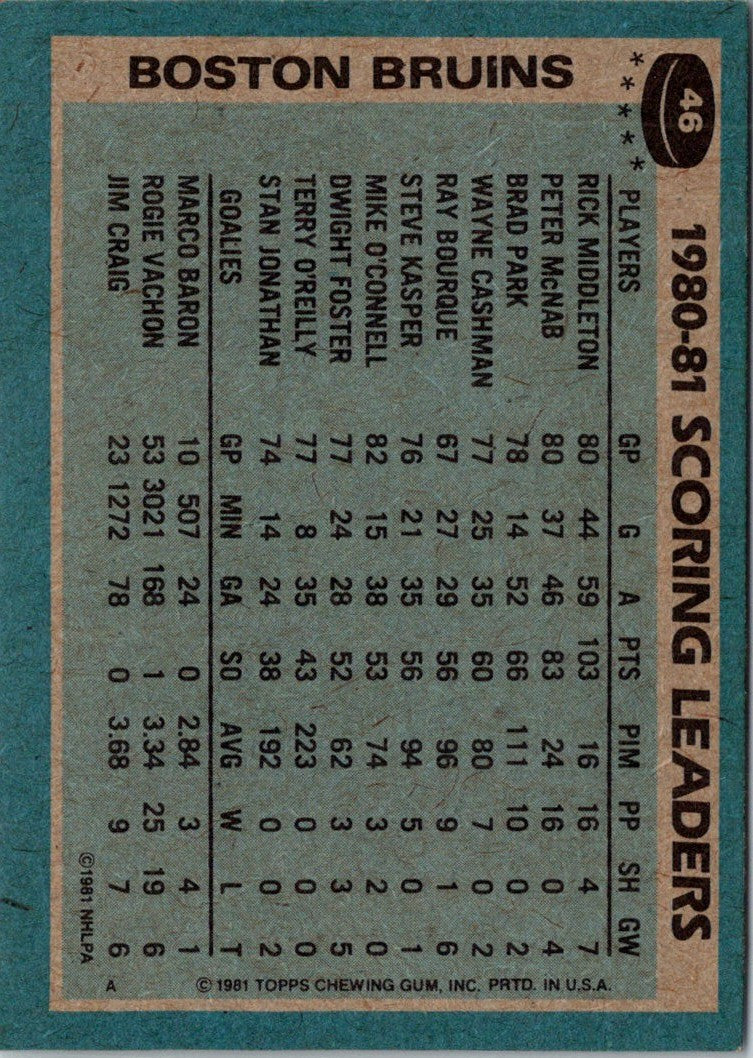 46
BOSTON BRUINS
★ ★ ★ ★ ★
1980-81 SCORING LEADERS
PLAYERS GP G A PTS PIM PP SH GW
RICK MIDDLETON 80 44 59 103 16 16 4 7
PETER McNAB 80 37 46 83 24 16 0 4
BRAD PARK 78 14 52 66 111 10 0 2
WAYNE CASHMAN 77 25 35 60 80 7 0 2
RAY BOURQUE 67 27 29 56 96 9 1 6
STEVE KASPER 76 21 35 56 94 5 0 1
MIKE O'CONNELL 82 15 38 53 74 3 2 0
DWIGHT FOSTER 77 24 28 52 62 3 3 5
TERRY O'REILLY 77 8 35 43 223 0 0 0
STAN JONATHAN 74 14 24 38 192 0 0 2
GOALIES GP MIN GA SO AVG W L T
MARCO BARON 10 507 24 0 2.84 3 4 1
ROGIE VACHON 53 3021 168 1 3.34 25 19 6
JIM CRAIG 23 1272 78 0 3.68 9 7 6
©1981 NHLPA
A
© 1981 TOPPS CHEWING GUM, INC. PRTD. IN U.S.A.